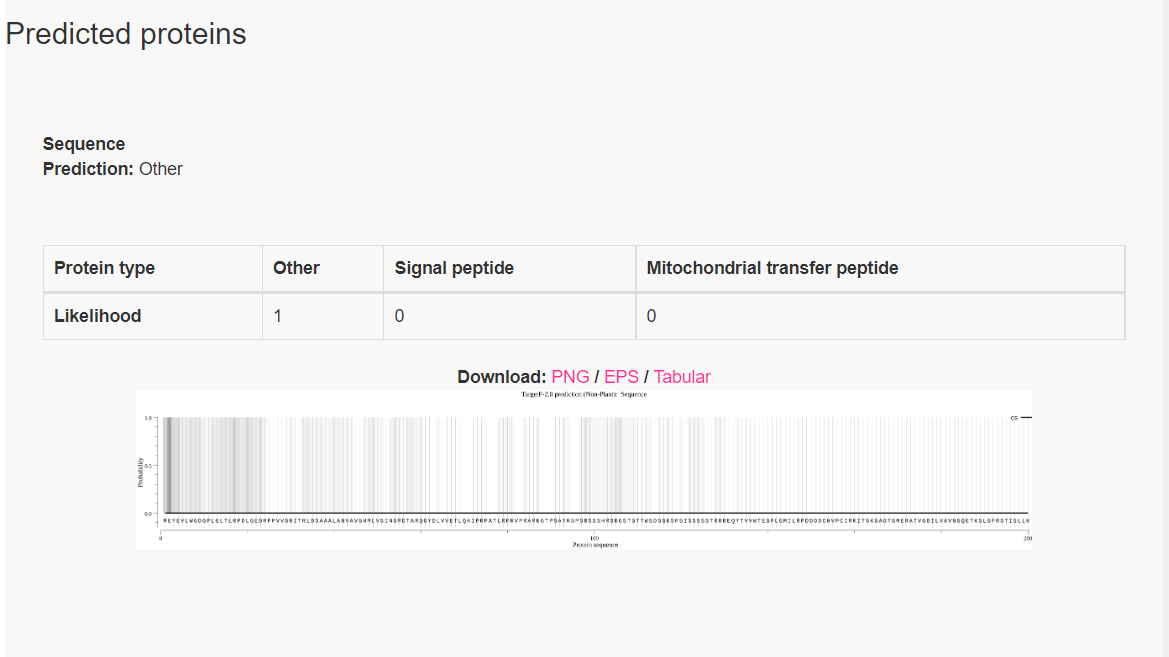 Predicted proteins
Sequence
Prediction: Other
Protein type Other Signal peptide Mitochondrial transfer peptide
Likelihood 1 0 0
Download: PNG / EPS / Tabular
TargetP-2.0 prediction (Non-Plant): Sequence
CS
1.0
0.5
0.0
Probability
0 100 200
Protein sequence